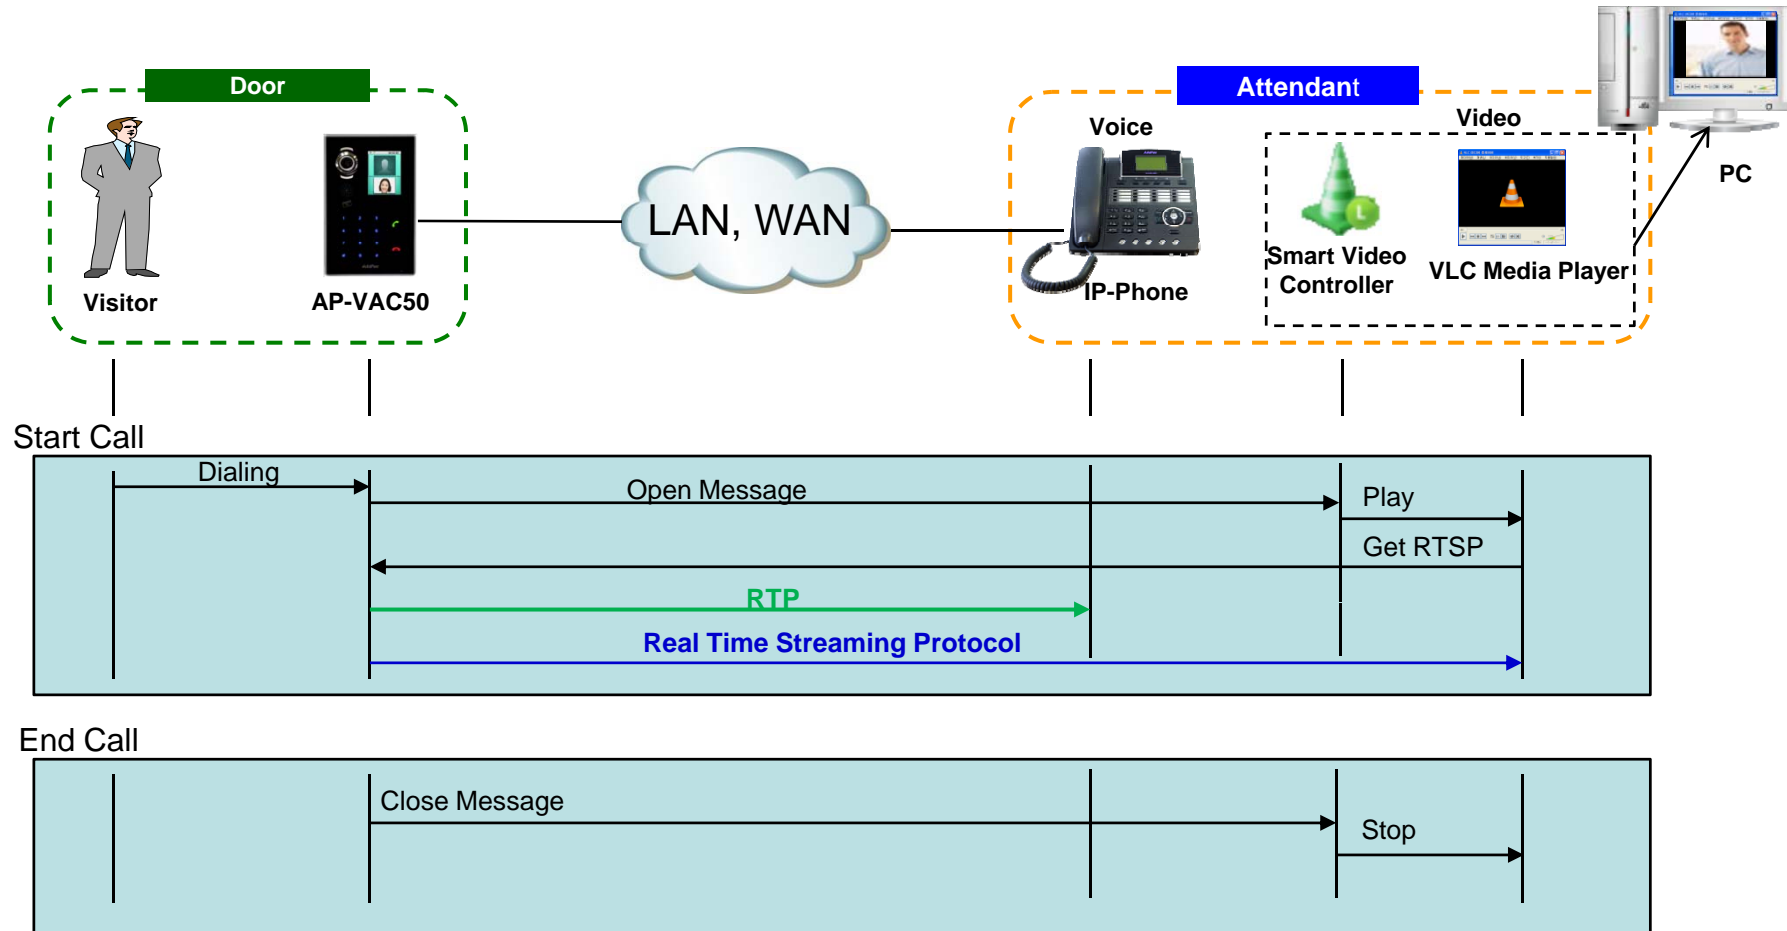 Door
Attendant
Voice
Video
PC
LAN, WAN
L
Smart Video
Controller
VLC Media Player
Visitor
AP-VAC50
IP-Phone
Start Call
Dialing
Open Message
Play
Get RTSP
RTP
Real Time Streaming Protocol
End Call
Close Message
Stop